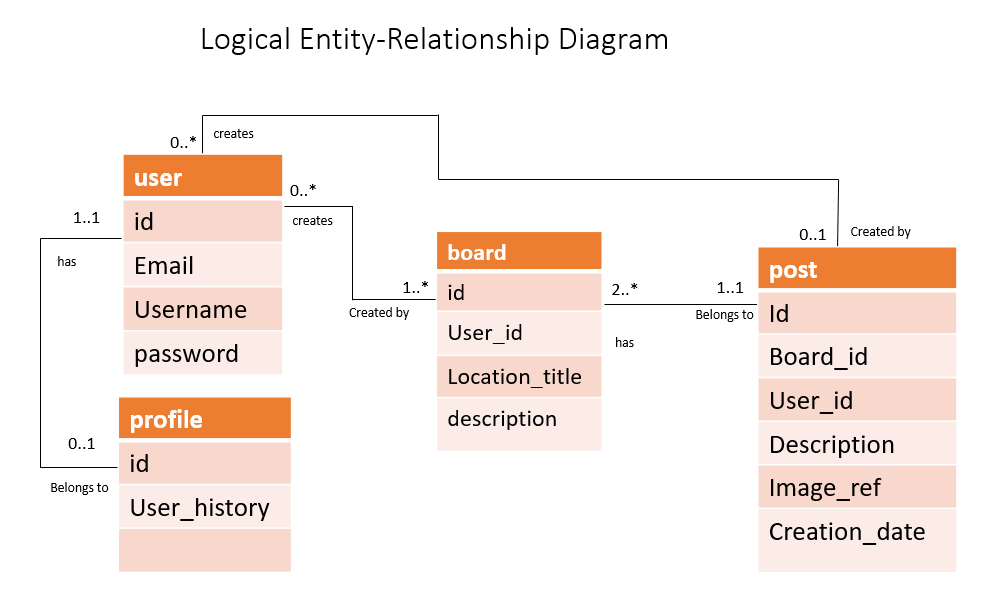 Logical Entity-Relationship Diagram
0..*
creates
user
id
Email
Username
password
0..*
creates
1..1
has
0..1
Belongs to
profile
id
User_history
1..*
Created by
board
id
User_id
Location_title
description
2..*
has
1..1
Belongs to
0..1
Created by
post
Id
Board_id
User_id
Description
Image_ref
Creation_date